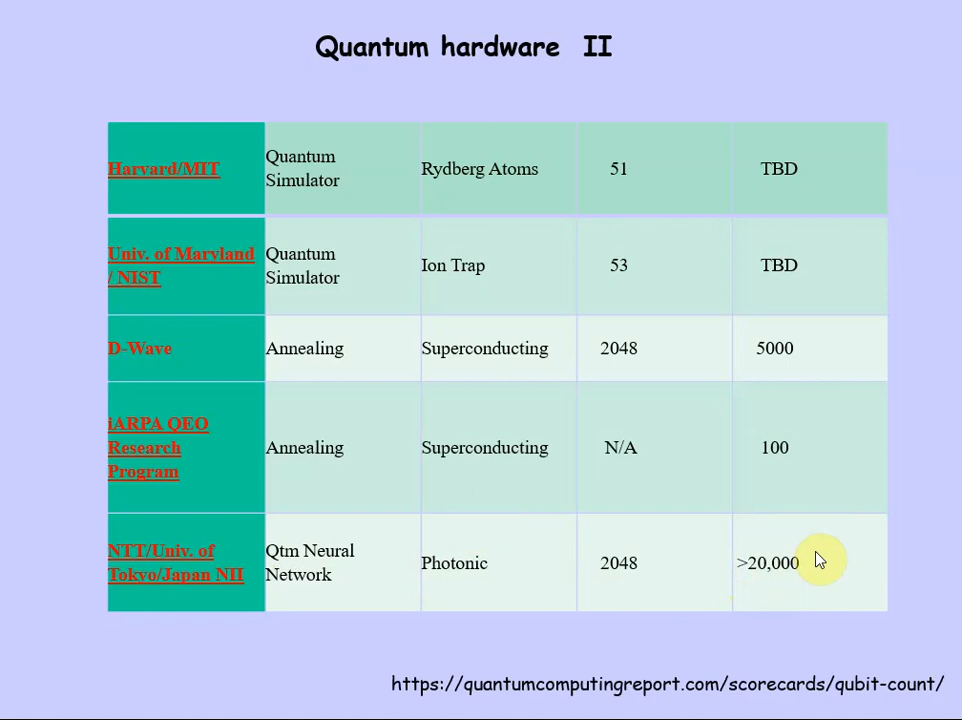 Quantum hardware II
Harvard/MIT
Quantum
Simulator
Rydberg Atoms
51
TBD
Univ. of Maryland
/ NIST
Quantum
Simulator
Ion Trap
53
TBD
D-Wave
Annealing
Superconducting
2048
5000
iARPA QEO
Research
Program
Annealing
Superconducting
N/A
100
NTT/Univ. of
Tokyo/Japan NII
Qtm Neural
Network
Photonic
2048
>20,000
https://quantumcomputingreport.com/scorecards/qubit-count/